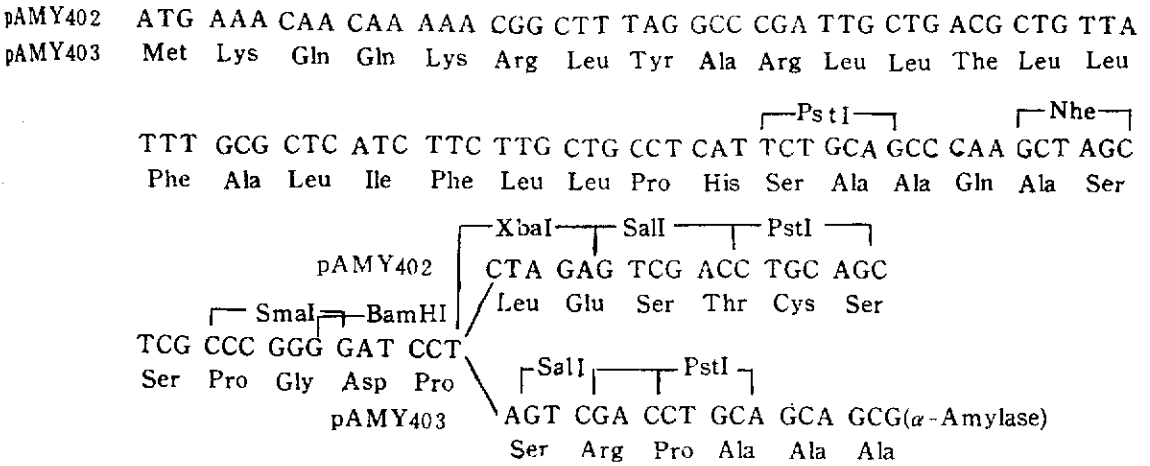 pAMY402 ATG AAA CAA CAA AAA CGG CTT TAG GCC CGA TTG CTG ACG CTG TTA
pAMY403 Met Lys Gln Gln Lys Arg Leu Tyr Ala Arg Leu Leu The Leu Leu
PstI Nhe
TTT GCG CTC ATC TTC TTG CTG CCT CAT TCT GCA GCC CAA GCT AGC
Phe Ala Leu Ile Phe Leu Leu Pro His Ser Ala Ala Gln Ala Ser
XbaI SalI PstI
pAMY402 CTA GAG TCG ACC TGC AGC
Leu Glu Ser Thr Cys Ser
SmaI BamHI
TCG CCC GGG GAT CCT
Ser Pro Gly Asp Pro
SalI PstI
pAMY403 AGT CGA CCT GCA GCA GCG(α-Amylase)
Ser Arg Pro Ala Ala Ala